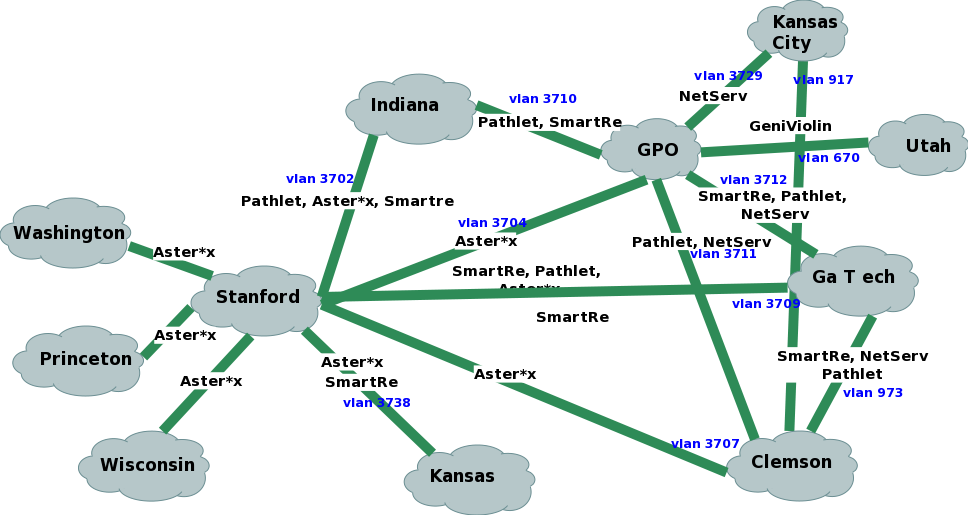 Kansas
City
vlan 3729
vlan 917
NetServ
Indiana
vlan 3710
Pathlet, SmartRe
GeniViolin
GPO
Utah
vlan 670
vlan 3702
vlan 3712
Pathlet, Aster*x, Smartre
SmartRe, Pathlet,
NetServ
vlan 3704
Washington
Aster*x
Pathlet, NetServ
Aster*x
vlan 3711
SmartRe, Pathlet,
Aster*x
Ga T ech
Stanford
vlan 3709
SmartRe
Aster*x
Princeton
Aster*x
SmartRe, NetServ
Pathlet
Aster*x
SmartRe
Aster*x
vlan 973
vlan 3738
vlan 3707
Wisconsin
Kansas
Clemson